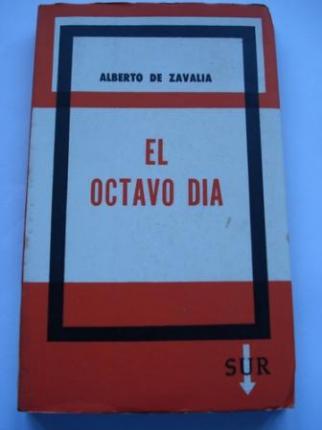 ALBERTO DE ZAVALIA
EL
OCTAVO DIA
SUR